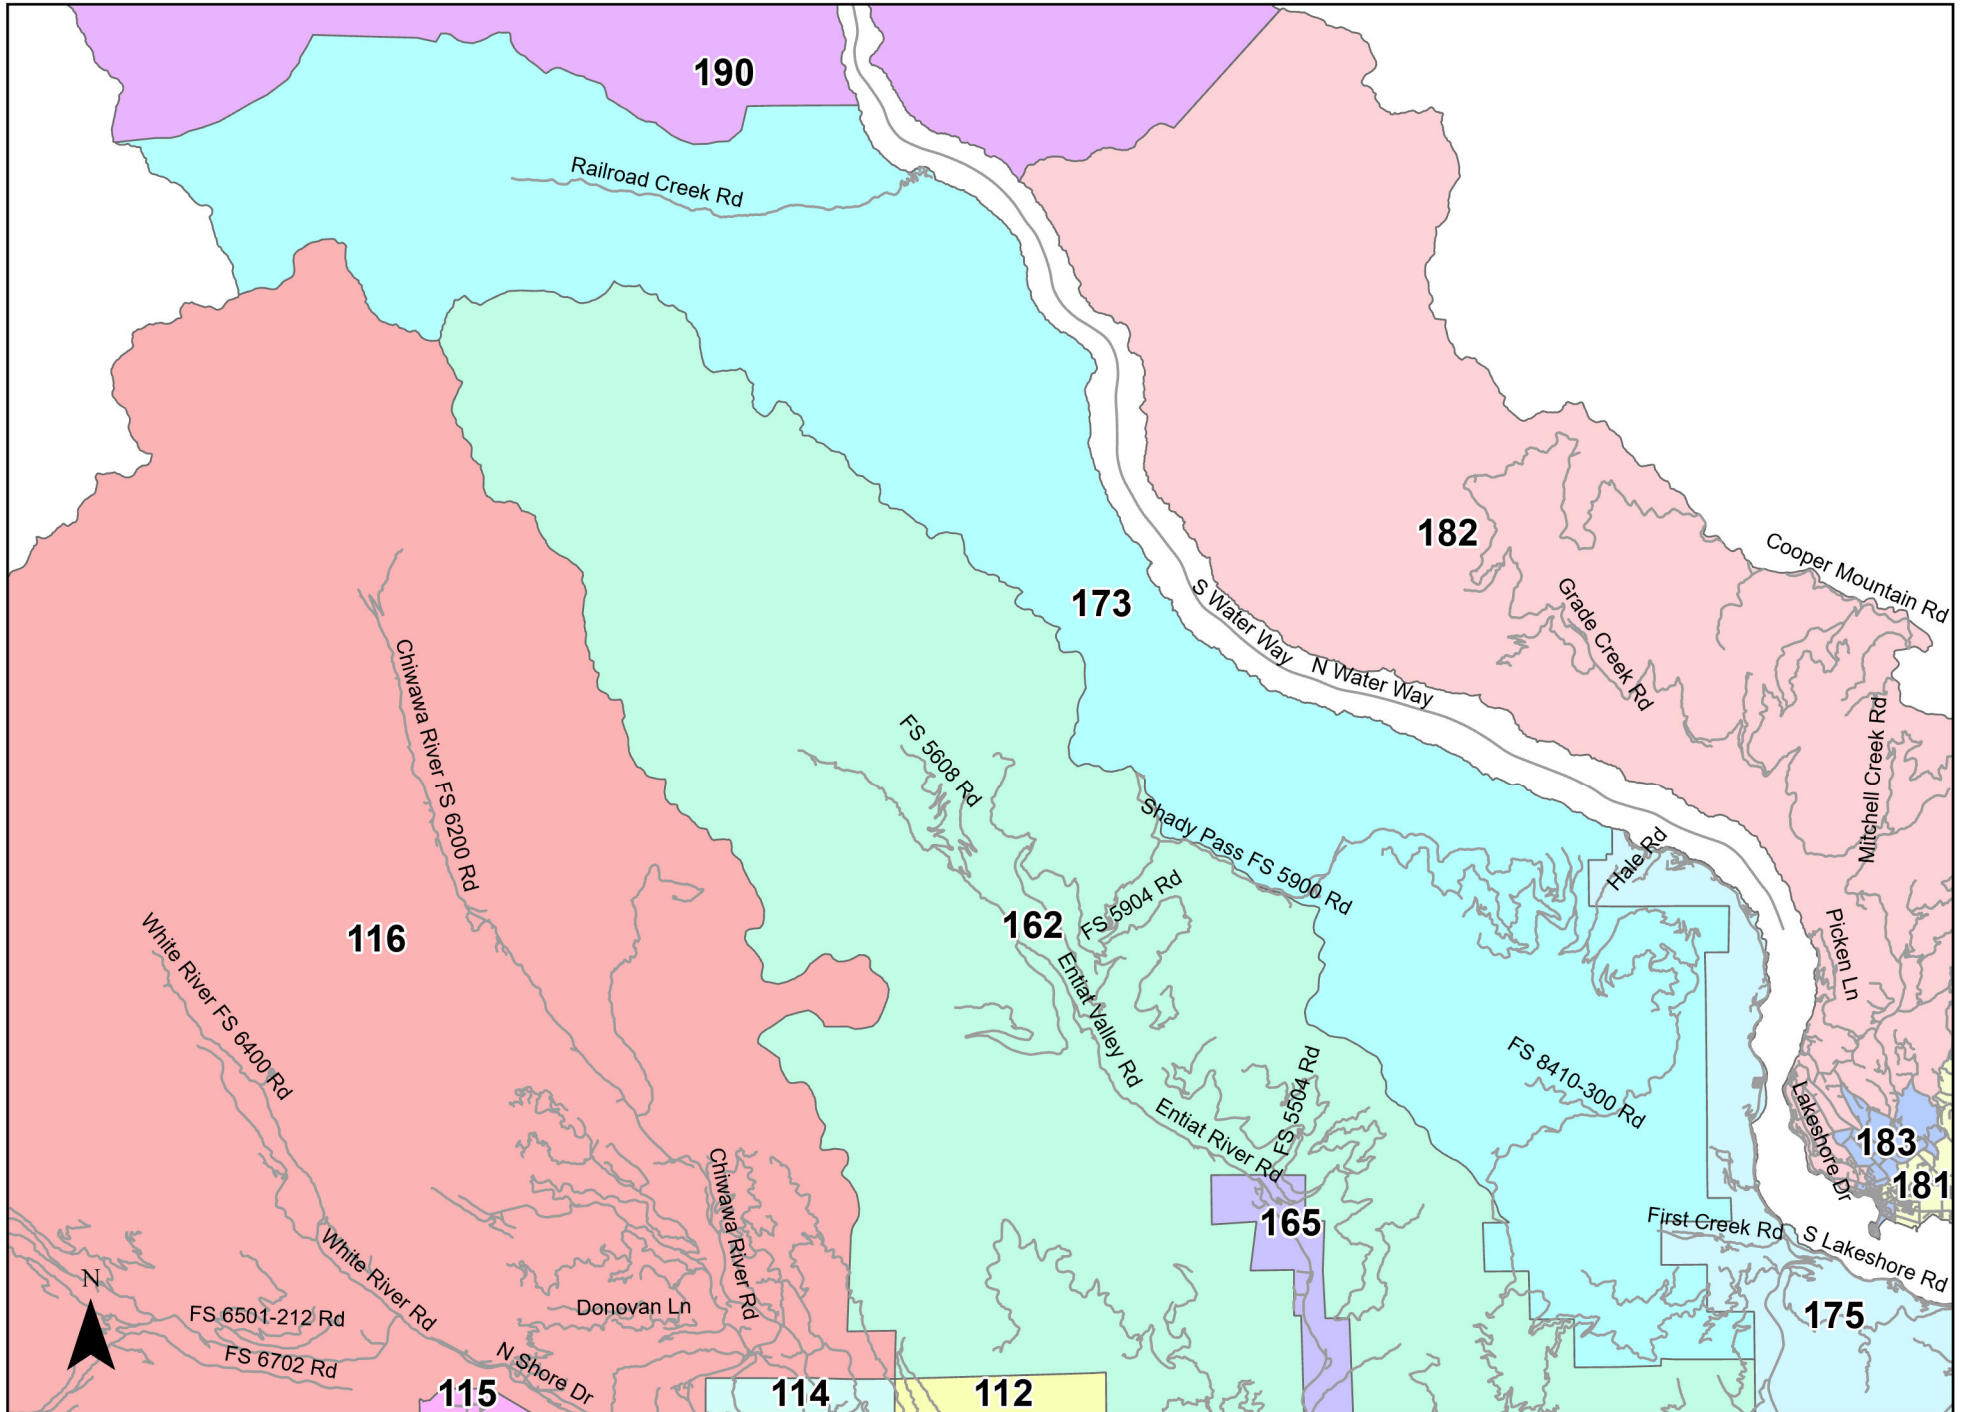 190
Railroad Creek Rd
182
Cooper Mountain Rd
173
S Water Way
N Water Way
Grade Creek Rd
Chiwawa River FS 6200 Rd
Mitchell Creek Rd
FS 5608 Rd
Shady Pass FS 5900 Rd
Hale Rd
FS 5904 Rd
162
116
White River FS 6400 Rd
Picken Ln
Entiat Valley Rd
FS 8410-300 Rd
FS 5504 Rd
Entiat River Rd
Lakeshore Dr
183
181
Chiwawa River Rd
165
First Creek Rd
S Lakeshore Rd
White River Rd
N
FS 6501-212 Rd
Donovan Ln
175
FS 6702 Rd
N Shore Dr
115
114
112